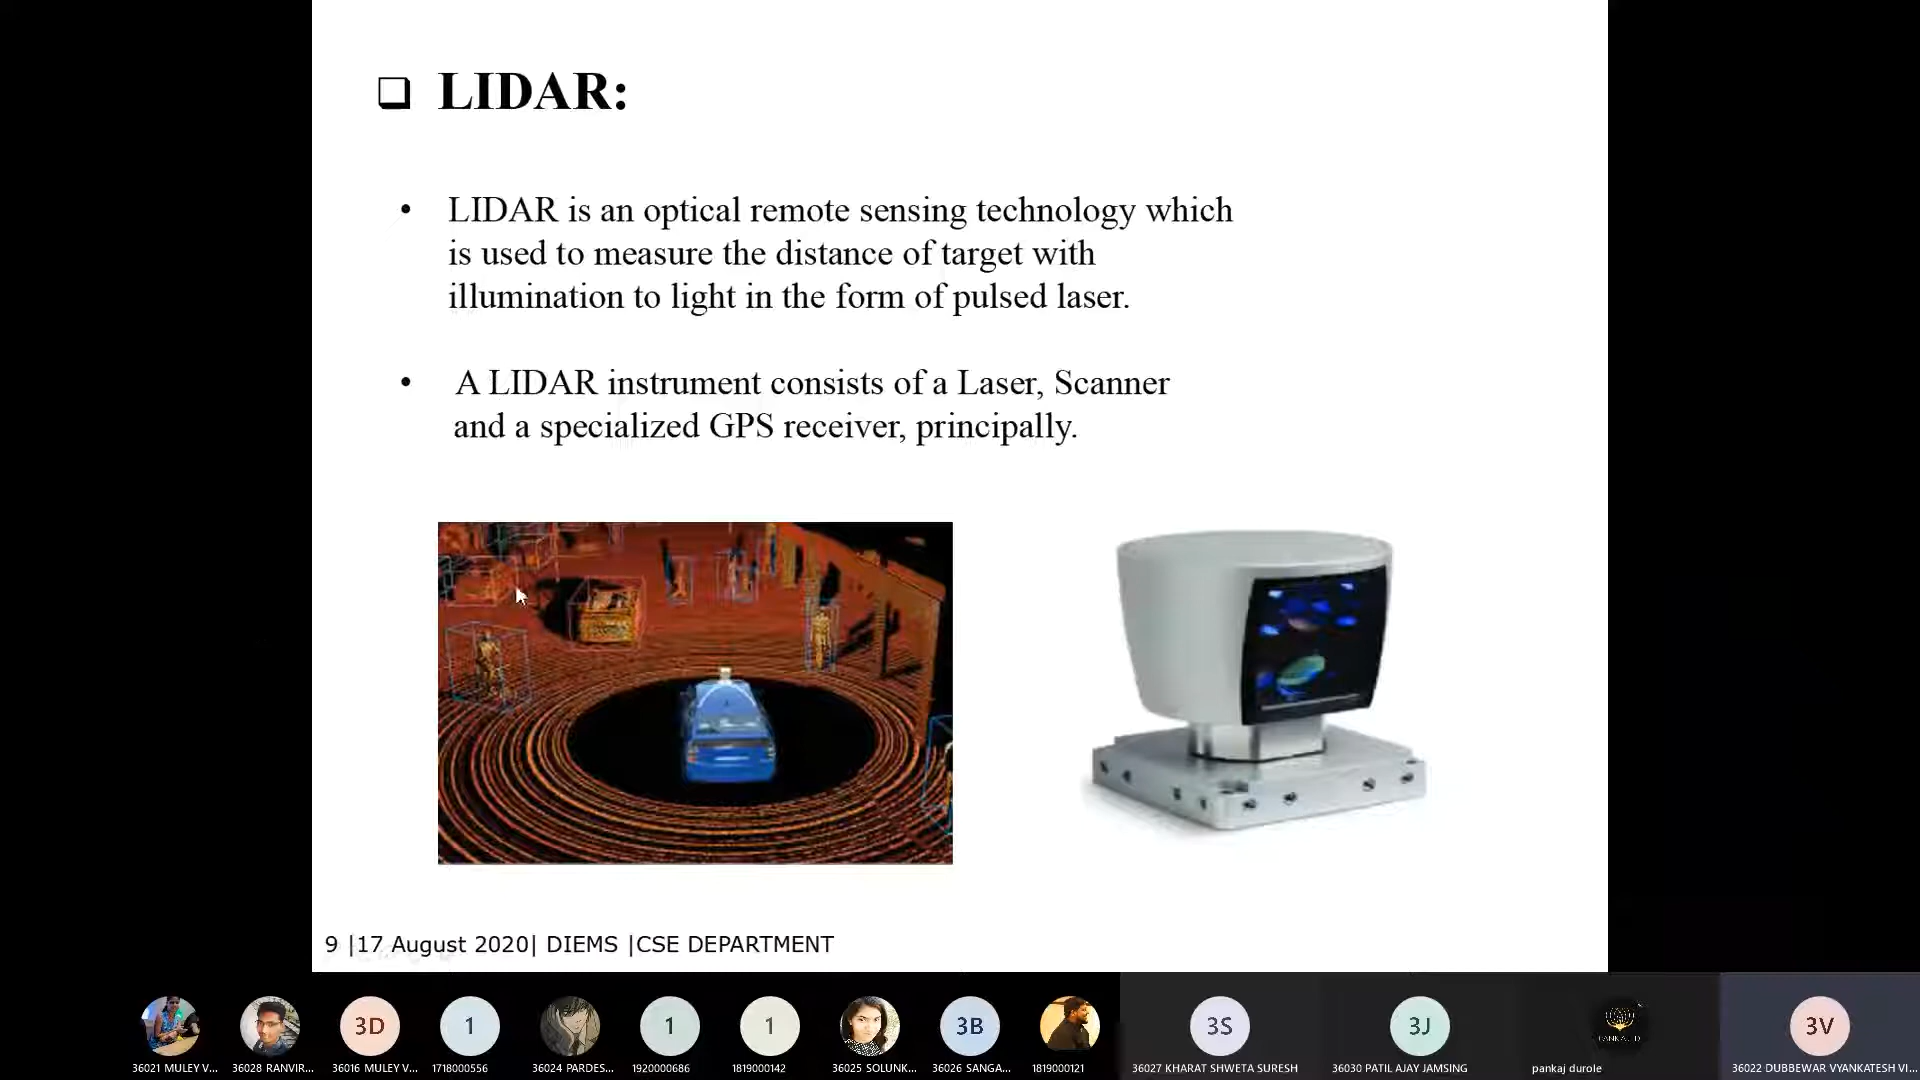 ❑ LIDAR:
• LIDAR is an optical remote sensing technology which
is used to measure the distance of target with
illumination to light in the form of pulsed laser.
• A LIDAR instrument consists of a Laser, Scanner
and a specialized GPS receiver, principally.
9 |17 August 2020| DIEMS |CSE DEPARTMENT
3D
1
1
1
3B
3S
3J
PANKAJ D
3V
36021 MULEY V...
36028 RANVIR...
36016 MULEY V...
1718000556
36024 PARDES...
1920000686
1819000142
36025 SOLUNK...
36026 SANGA...
1819000121
36027 KHARAT SHWETA SURESH
36030 PATIL AJAY JAMSING
pankaj durole
36022 DUBBEWAR VYANKATESH VI...